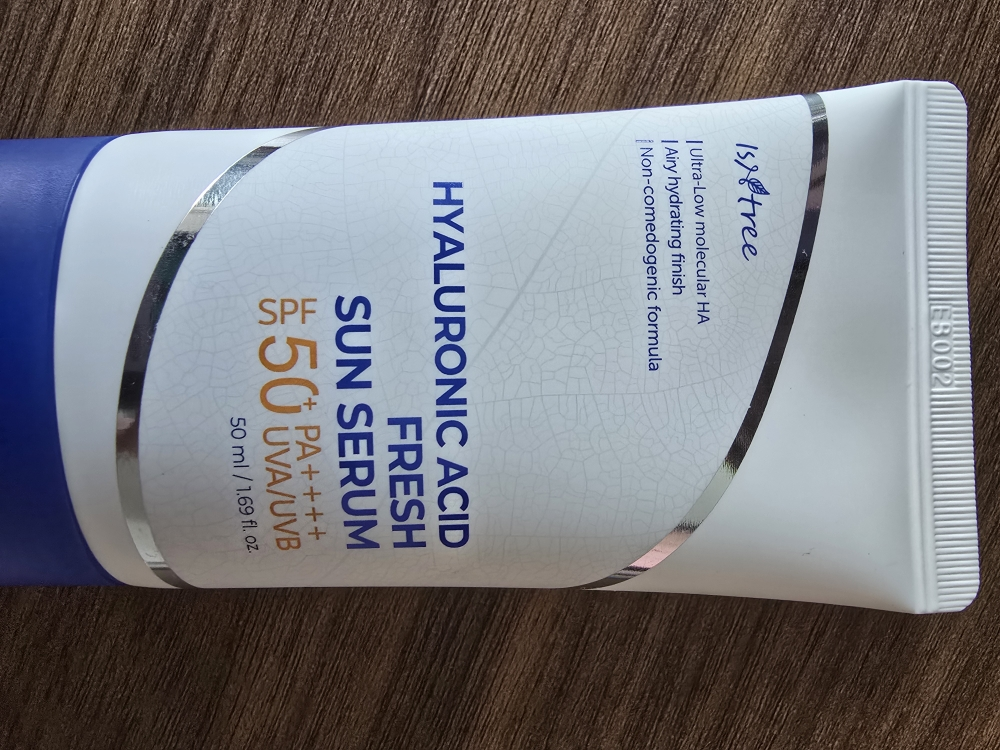 Isntree
Ultra-Low molecular HA
Airy hydrating finish
Non-comedogenic formula
HYALURONIC ACID
FRESH
SUN SERUM
SPF 50+ PA++++
UVA/UVB
50 ml / 1.69 fl. oz.
EB002